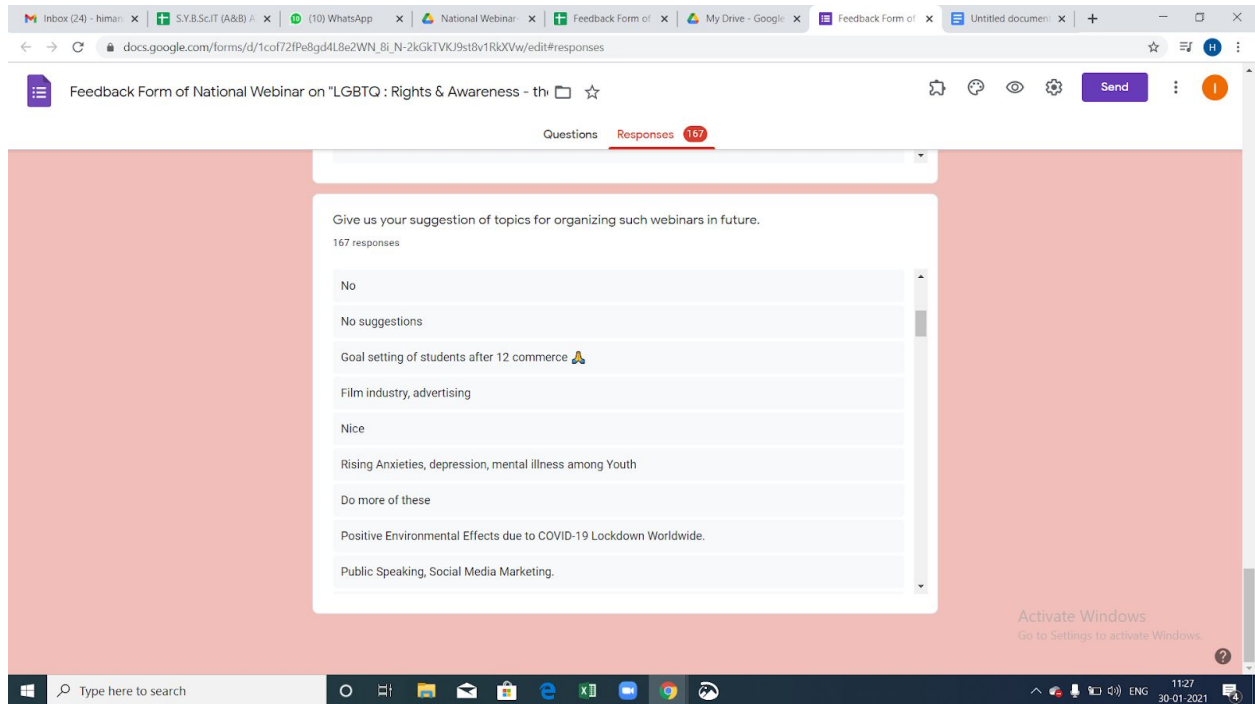 Inbox (24) - himan
S.Y.B.Sc.IT (A&B) A
(10) WhatsApp
National Webinar
Feedback Form of
My Drive - Google
Feedback Form of
Untitled document
docs.google.com/forms/d/1cof72fPe8gd4L8e2WN_8i_N-2kGkTVKJ9st8v1RkXVw/edit#responses
H
Feedback Form of National Webinar on "LGBTQ : Rights & Awareness - the
Send
I
Questions
Responses 167
Give us your suggestion of topics for organizing such webinars in future.
167 responses
No
No suggestions
Goal setting of students after 12 commerce 🙏
Film industry, advertising
Nice
Rising Anxieties, depression, mental illness among Youth
Do more of these
Positive Environmental Effects due to COVID-19 Lockdown Worldwide.
Public Speaking, Social Media Marketing.
Activate Windows
Go to Settings to activate Windows.
Type here to search
ENG
11:27
30-01-2021
4